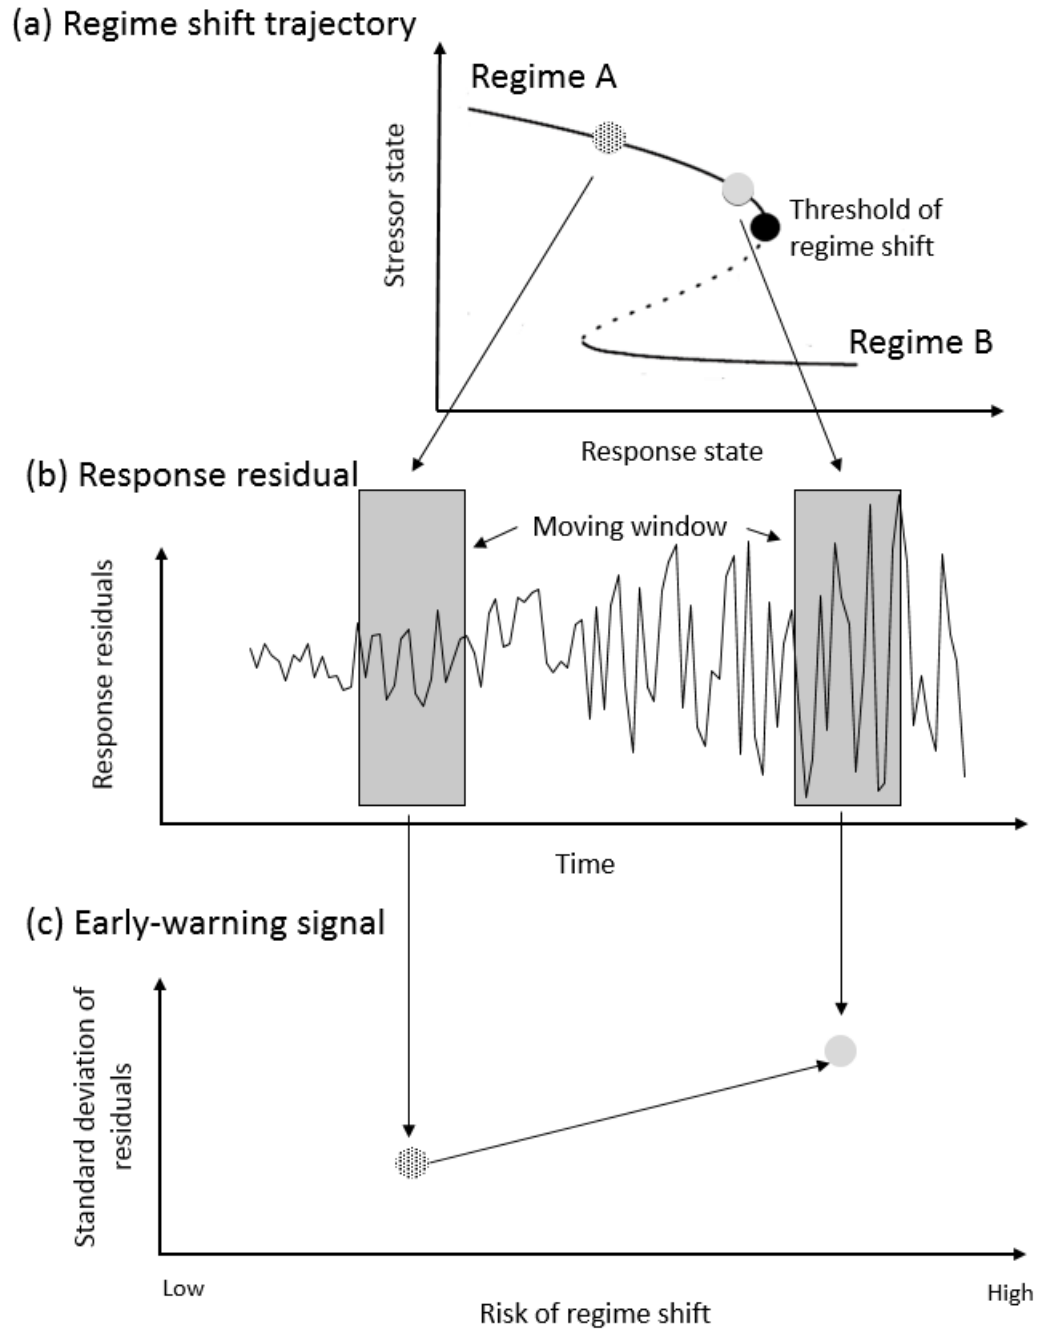 (a) Regime shift trajectory
Regime A
Stressor state
Threshold of
regime shift
Regime B
Response state
(b) Response residual
Moving window
Response residuals
Time
(c) Early-warning signal
Standard deviation of
residuals
Low
High
Risk of regime shift